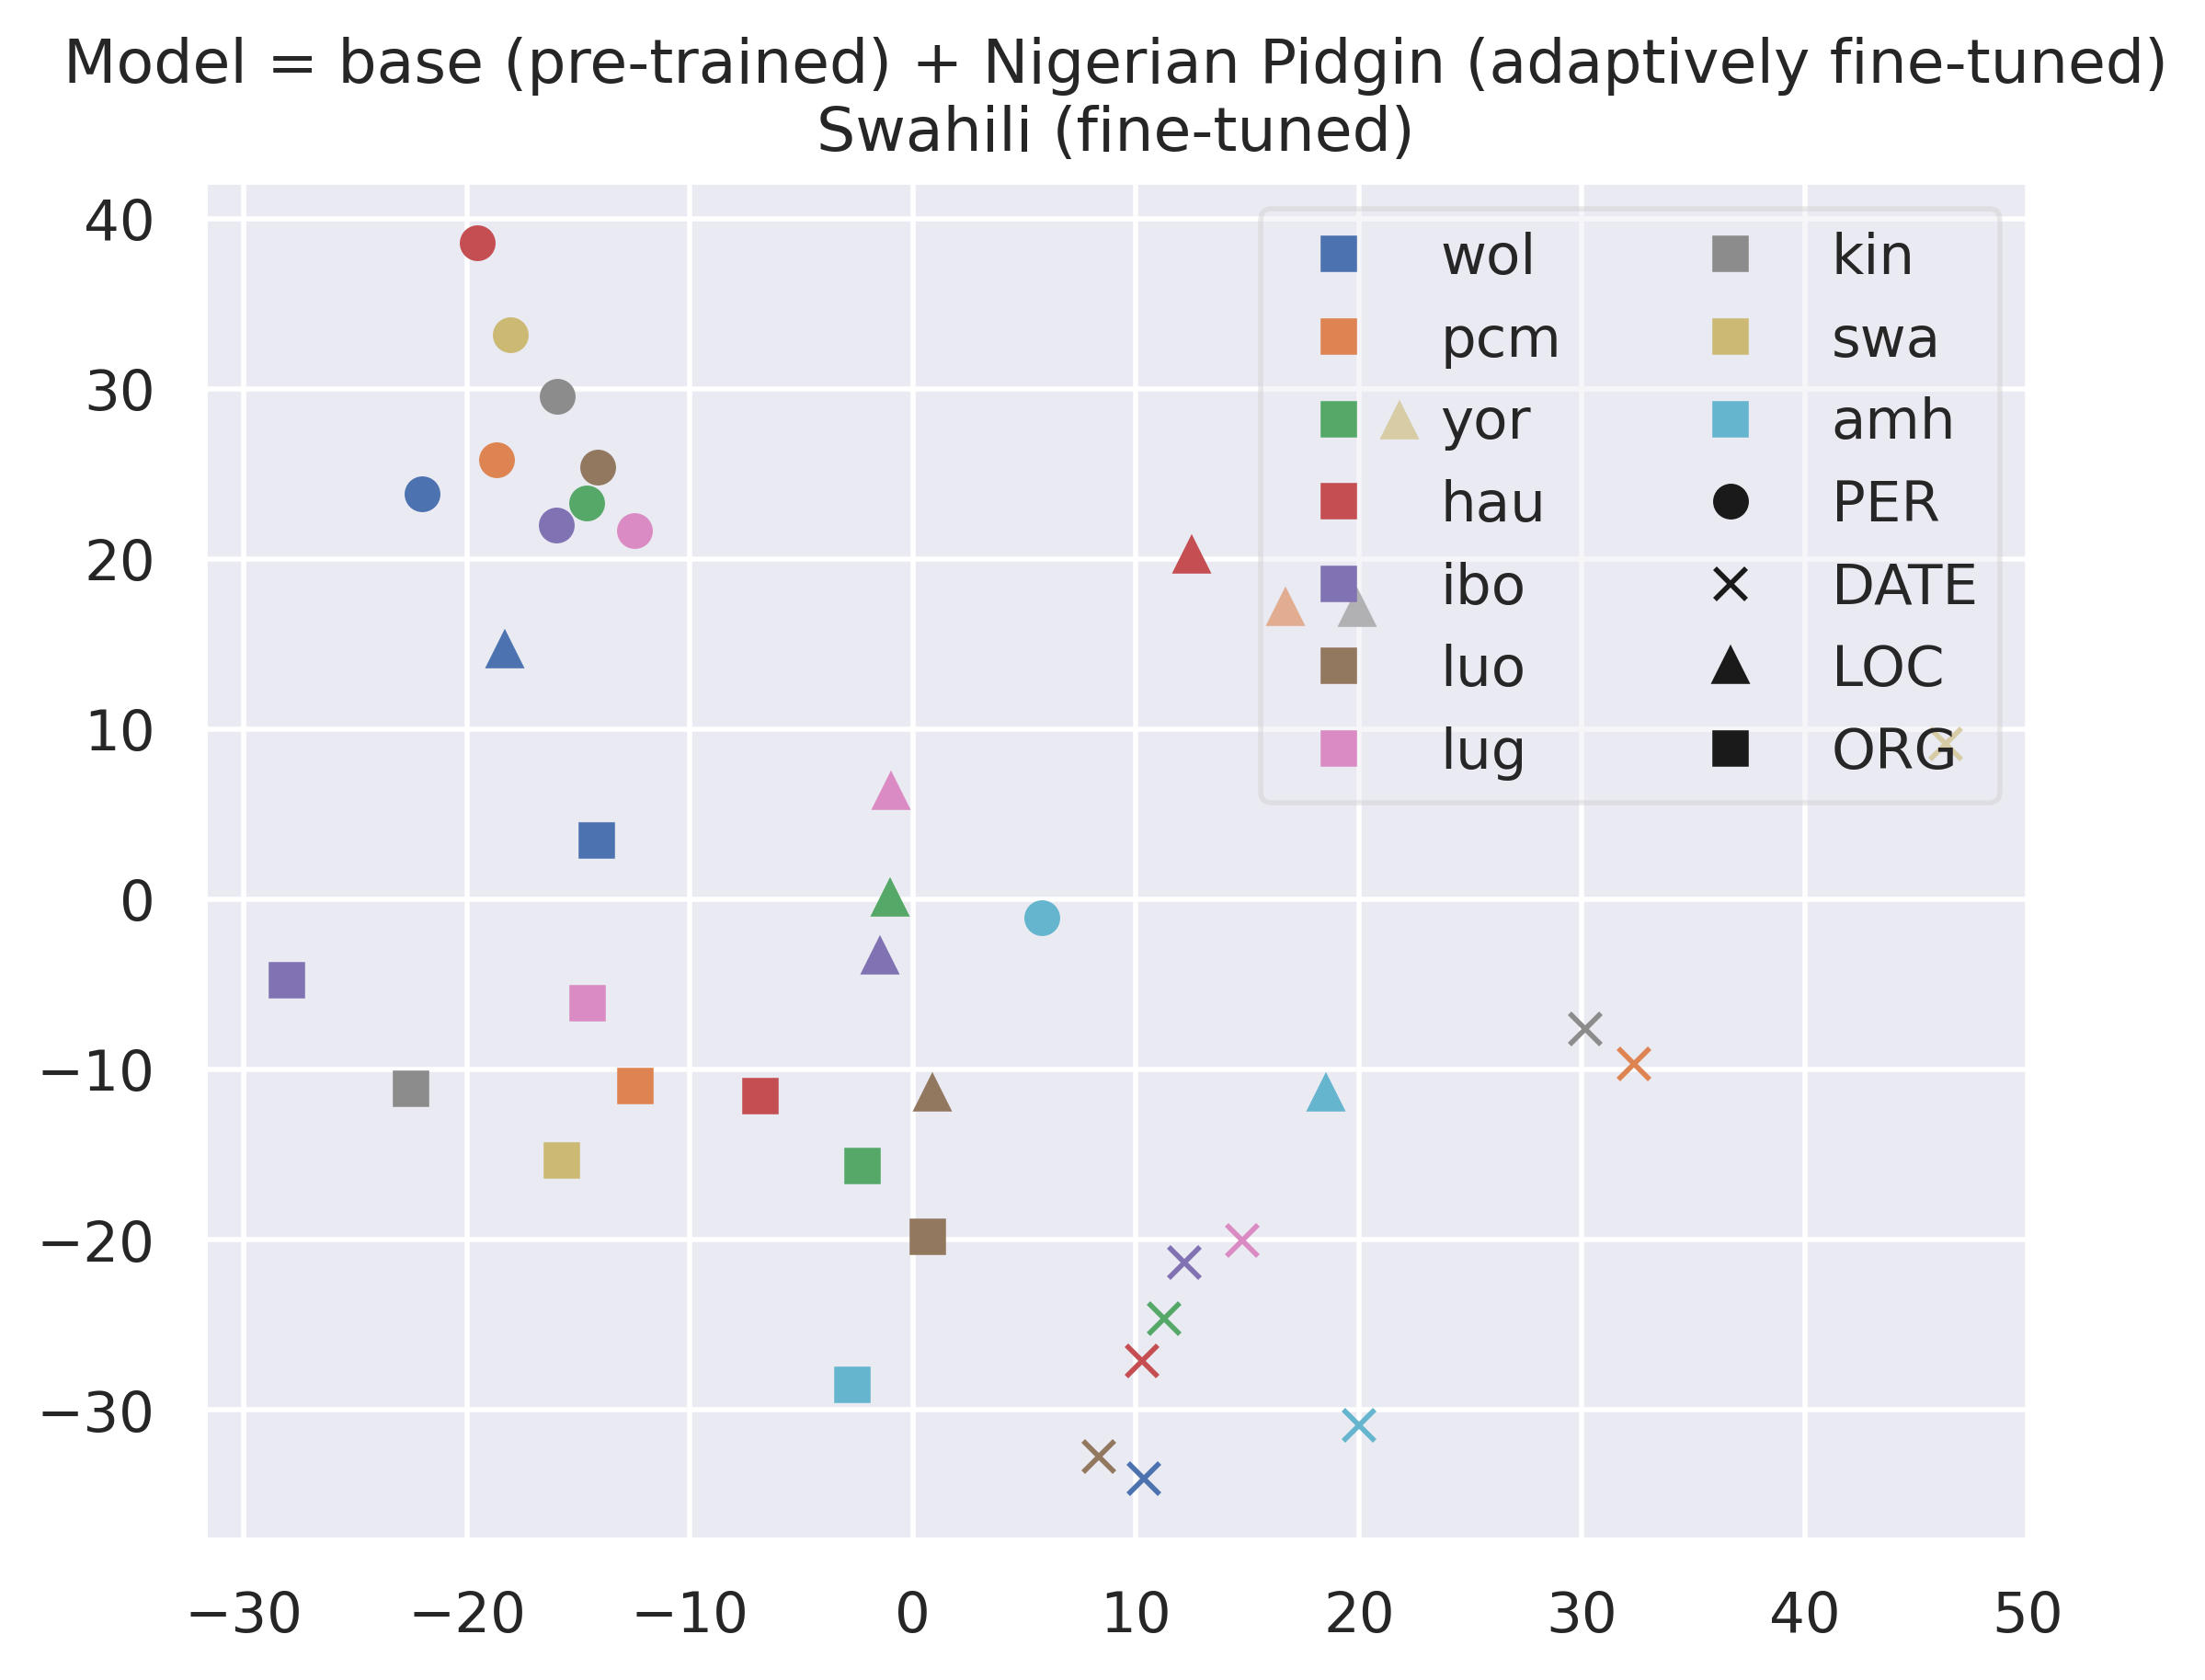 Model = base (pre-trained) + Nigerian Pidgin (adaptively fine-tuned)
Swahili (fine-tuned)
40
30
20
10
0
−10
−20
−30
wol
pcm
yor
hau
ibo
luo
lug
kin
swa
amh
PER
DATE
LOC
ORG
−30 −20 −10 0 10 20 30 40 50